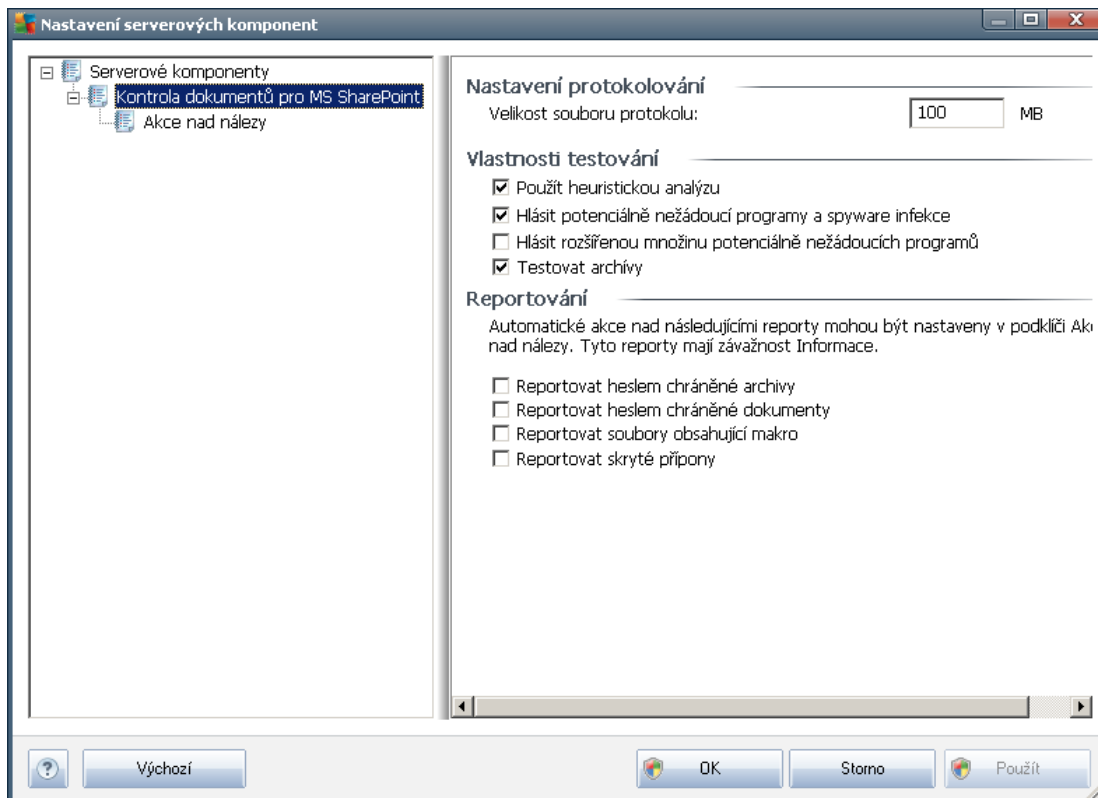 Nastavení serverových komponent
Serverové komponenty
Kontrola dokumentů pro MS SharePoint
Akce nad nálezy
Nastavení protokolování
Velikost souboru protokolu: 100 MB
Vlastnosti testování
Použít heuristickou analýzu
Hlásit potenciálně nežádoucí programy a spyware infekce
Hlásit rozšířenou množinu potenciálně nežádoucích programů
Testovat archívy
Reportování
Automatické akce nad následujícími reporty mohou být nastaveny v podklíči
nad nálezy. Tyto reporty mají závažnost Informace.
Reportovat heslem chráněné archivy
Reportovat heslem chráněné dokumenty
Reportovat soubory obsahující makro
Reportovat skryté přípony
? Výchozí OK Storno Použít